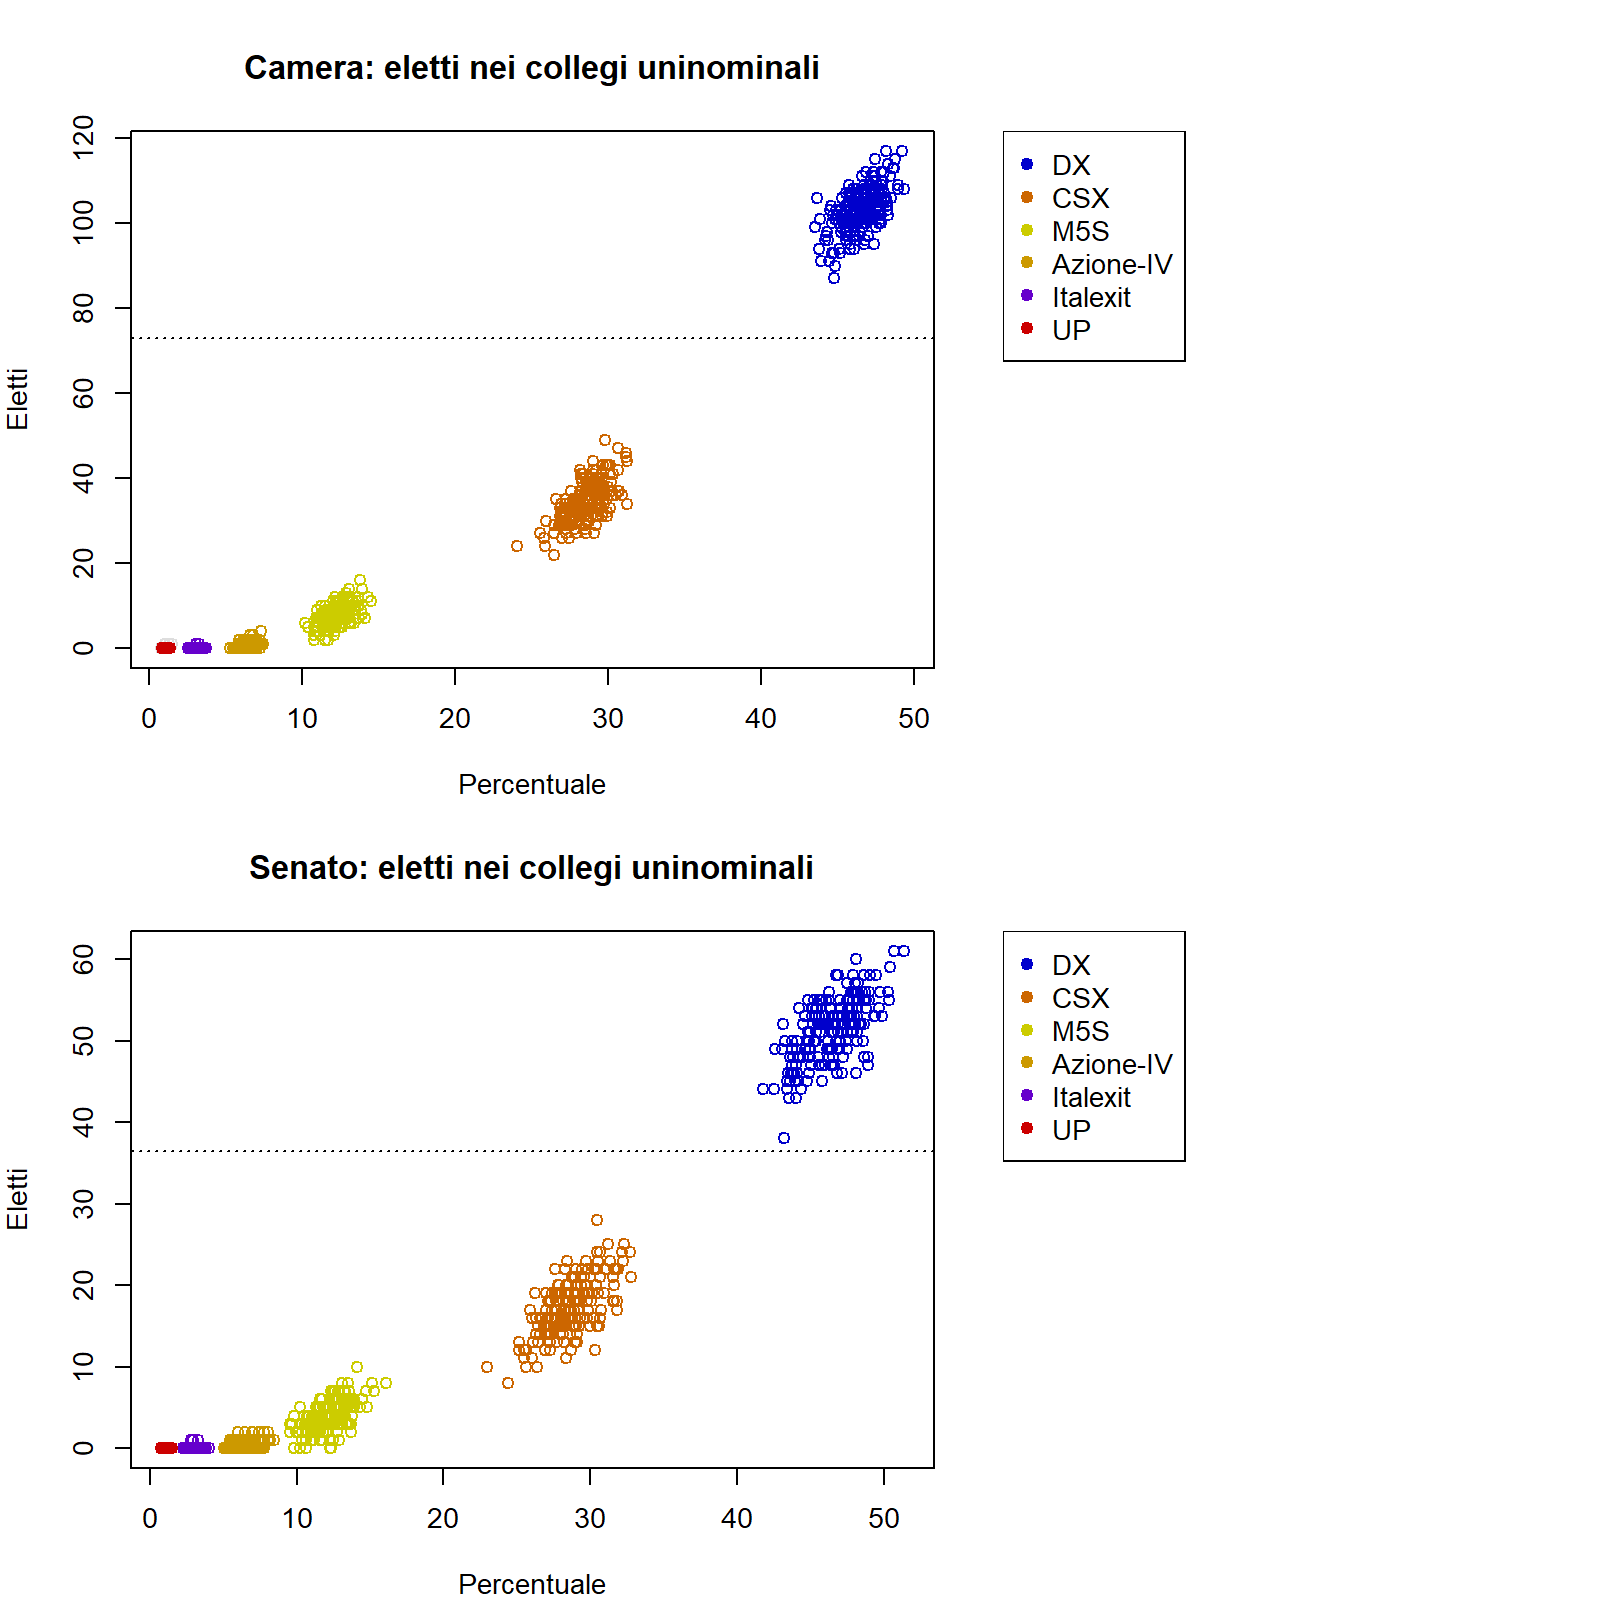 Camera: eletti nei collegi uninominali
120
100
80
60
40
20
0
Eletti
0 10 20 30 40 50
Percentuale
DX
CSX
M5S
Azione-IV
Italexit
UP
Senato: eletti nei collegi uninominali
60
50
40
30
20
10
0
Eletti
0 10 20 30 40 50
Percentuale
DX
CSX
M5S
Azione-IV
Italexit
UP